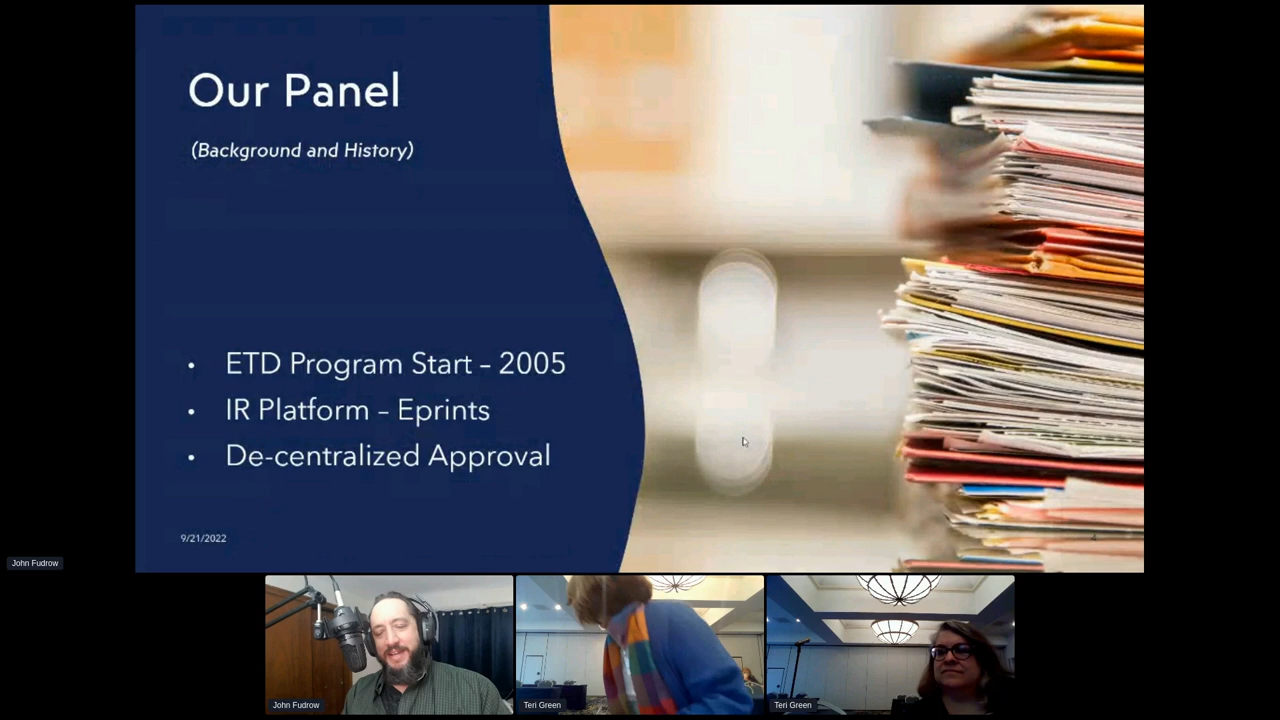 Our Panel
(Background and History)
• ETD Program Start – 2005
• IR Platform – Eprints
• De-centralized Approval
9/21/2022
4
John Fudrow
John Fudrow
Teri Green
Teri Green